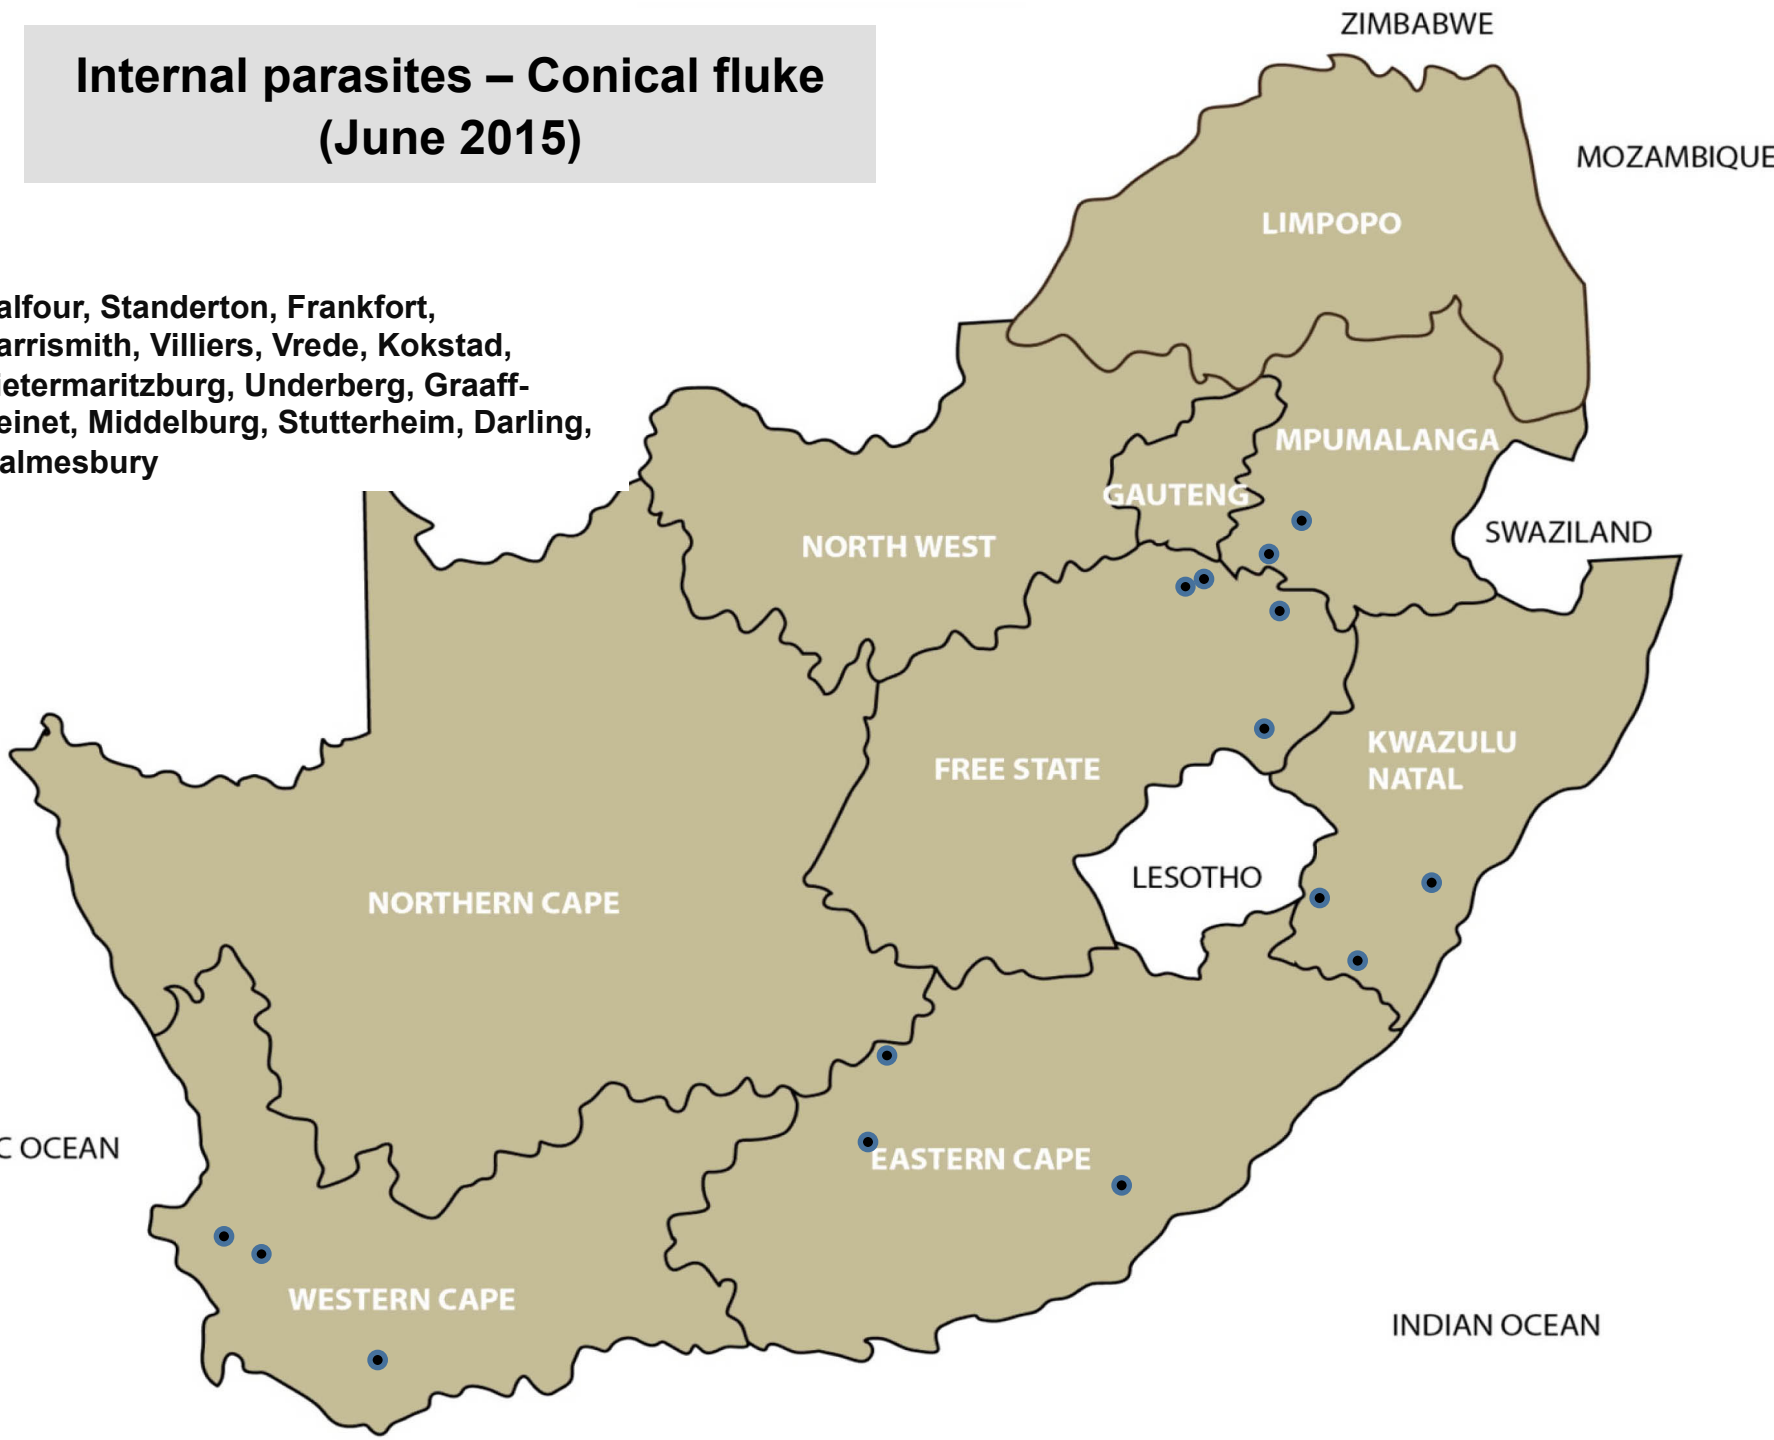 Internal parasites – Conical fluke
(June 2015)
alfour, Standerton, Frankfort,
arrismith, Villiers, Vrede, Kokstad,
ietermaritzburg, Underberg, Graaff-
einet, Middelburg, Stutterheim, Darling,
almesbury
ZIMBABWE
MOZAMBIQUE
LIMPOPO
MPUMALANGA
GAUTENG
NORTH WEST
SWAZILAND
KWAZULU
NATAL
FREE STATE
LESOTHO
NORTHERN CAPE
C OCEAN
EASTERN CAPE
WESTERN CAPE
INDIAN OCEAN